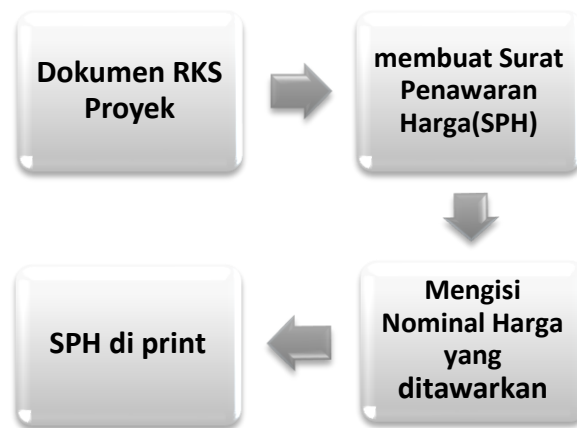 Dokumen RKS
Proyek
membuat Surat
Penawaran
Harga(SPH)
Mengisi
Nominal Harga
yang
ditawarkan
SPH di print